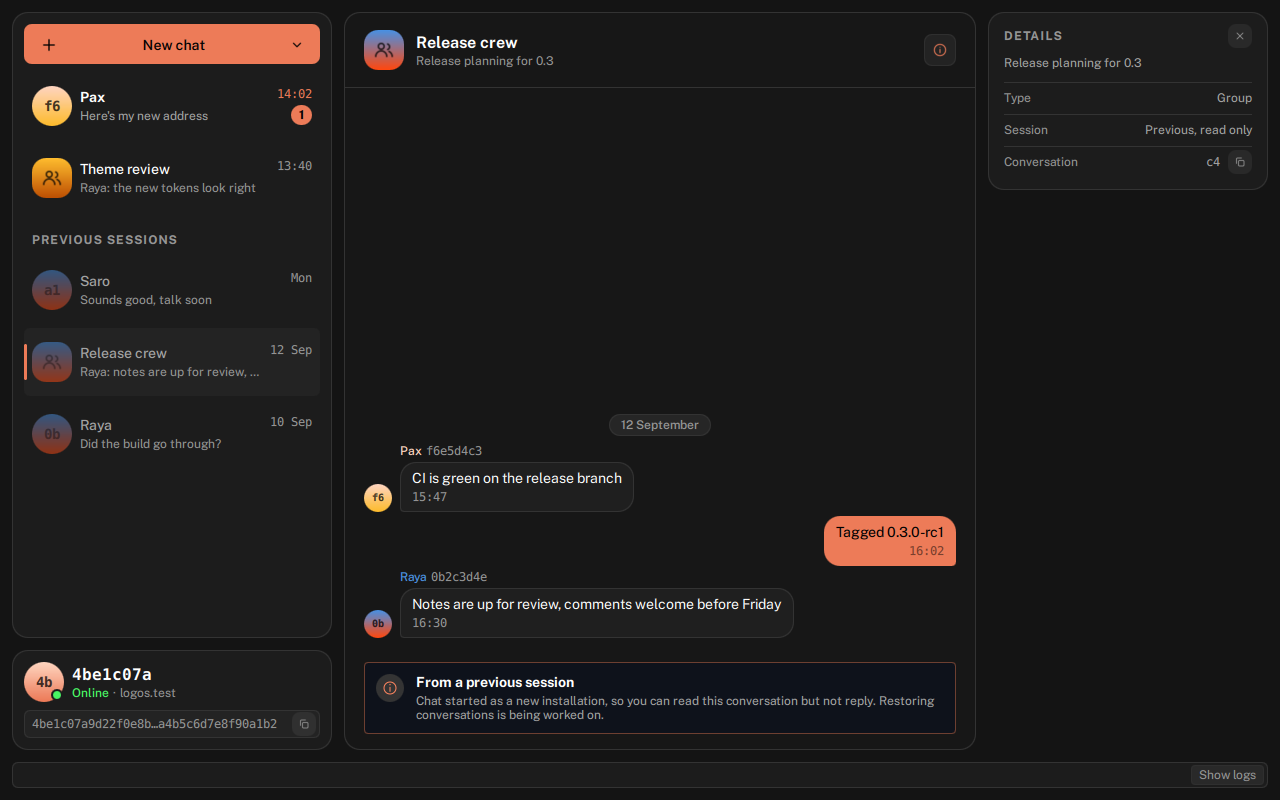 New chat
f6
Pax
14:02
Here's my new address
1
Theme review
13:40
Raya: the new tokens look right
PREVIOUS SESSIONS
a1
Saro
Mon
Sounds good, talk soon
Release crew
12 Sep
Raya: notes are up for review, ...
0b
Raya
10 Sep
Did the build go through?
4b
4be1c07a
Online · logos.test
4be1c07a9d22f0e8b…a4b5c6d7e8f90a1b2
Release crew
Release planning for 0.3
12 September
Pax f6e5d4c3
f6
CI is green on the release branch
15:47
Tagged 0.3.0-rc1
16:02
Raya 0b2c3d4e
0b
Notes are up for review, comments welcome before Friday
16:30
From a previous session
Chat started as a new installation, so you can read this conversation but not reply. Restoring
conversations is being worked on.
DETAILS
Release planning for 0.3
Type
Group
Session
Previous, read only
Conversation
c4
Show logs